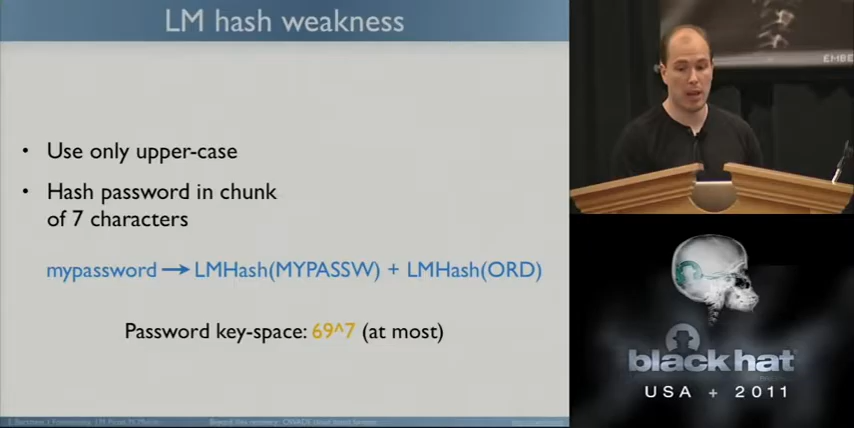 LM hash weakness
• Use only upper-case
• Hash password in chunk
of 7 characters
mypassword → LMHash(MYPASSW) + LMHash(ORD)
Password key-space: 69^7 (at most)
EMBE
black hat
USA + 2011